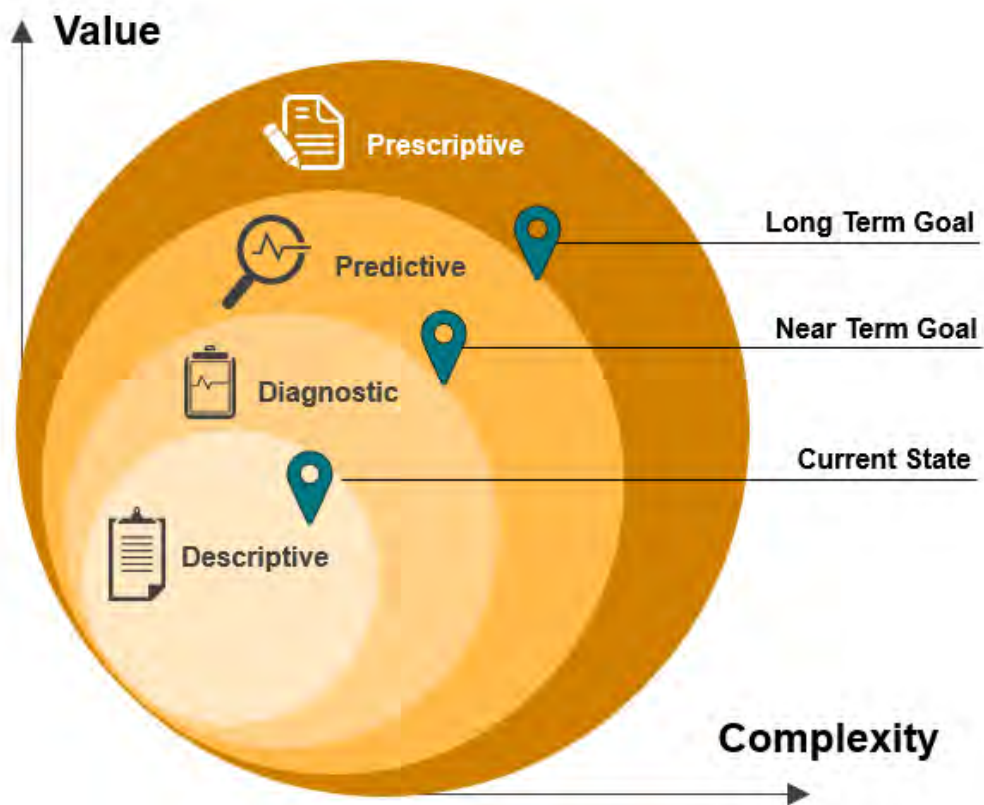 Value
Prescriptive
Long Term Goal
Predictive
Near Term Goal
Diagnostic
Current State
Descriptive
Complexity